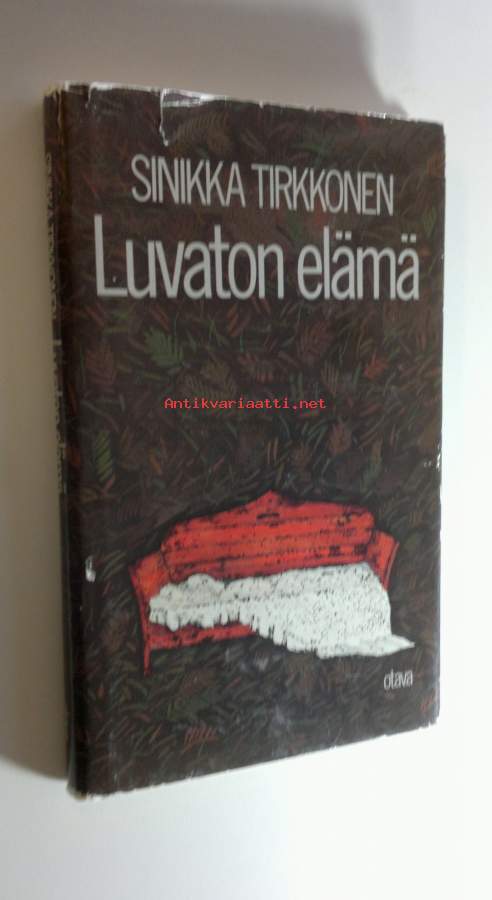 SINIKKA TIRKKONEN
Luvaton elämä
Antikvariaatti.net
otava